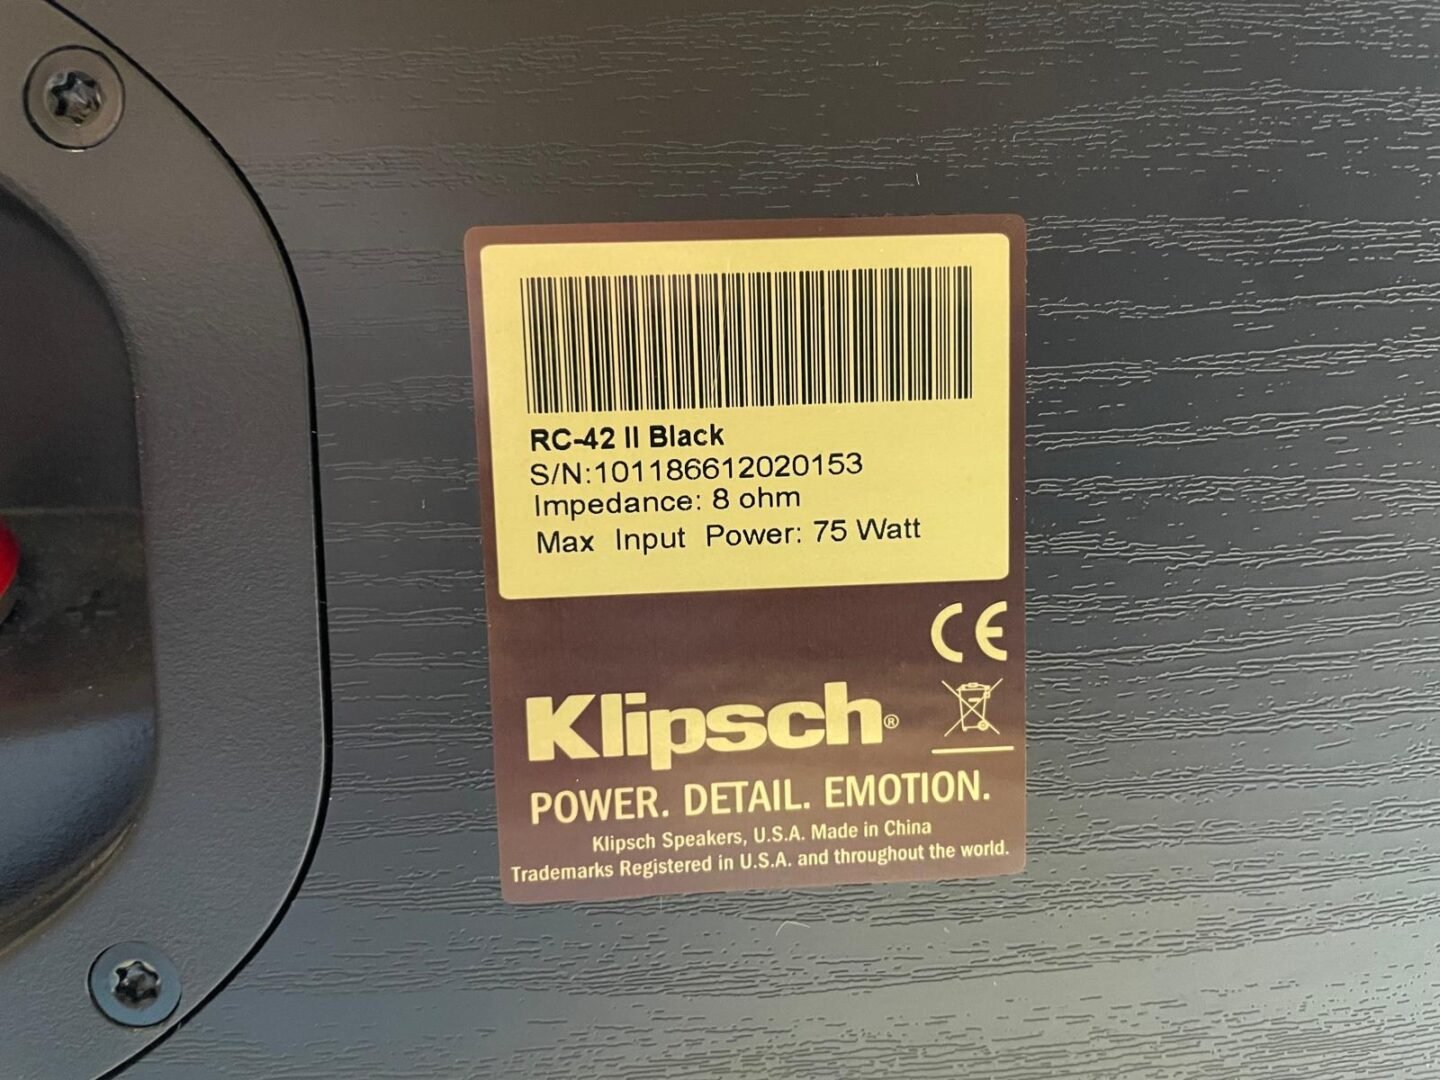 RC-42 II Black
S/N:101186612020153
Impedance: 8 ohm
Max Input Power: 75 Watt
CE
Klipsch®
POWER. DETAIL. EMOTION.
Klipsch Speakers, U.S.A. Made in China
Trademarks Registered in U.S.A. and throughout the world.